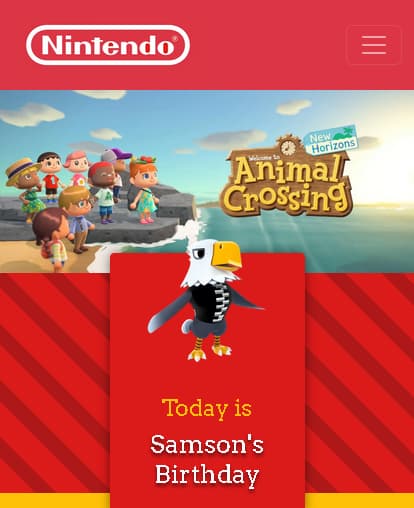 Nintendo®
New
Horizons
Welcome to
Animal
Crossing
Today is
Samson's
Birthday